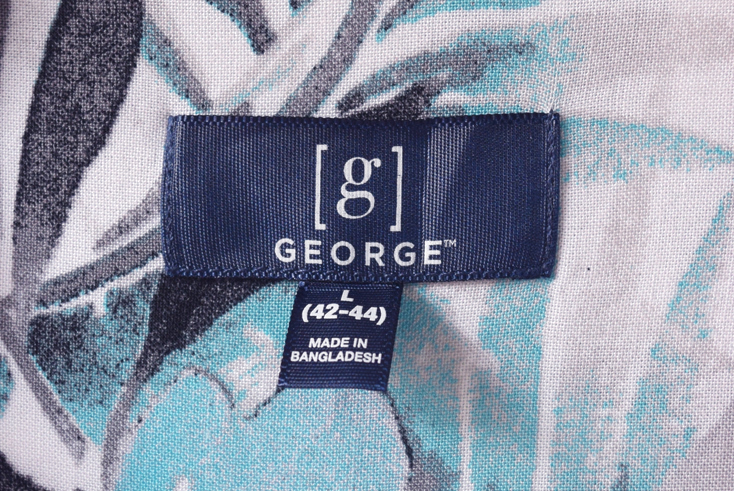 [g]
GEORGE™
L
(42-44)
MADE IN
BANGLADESH